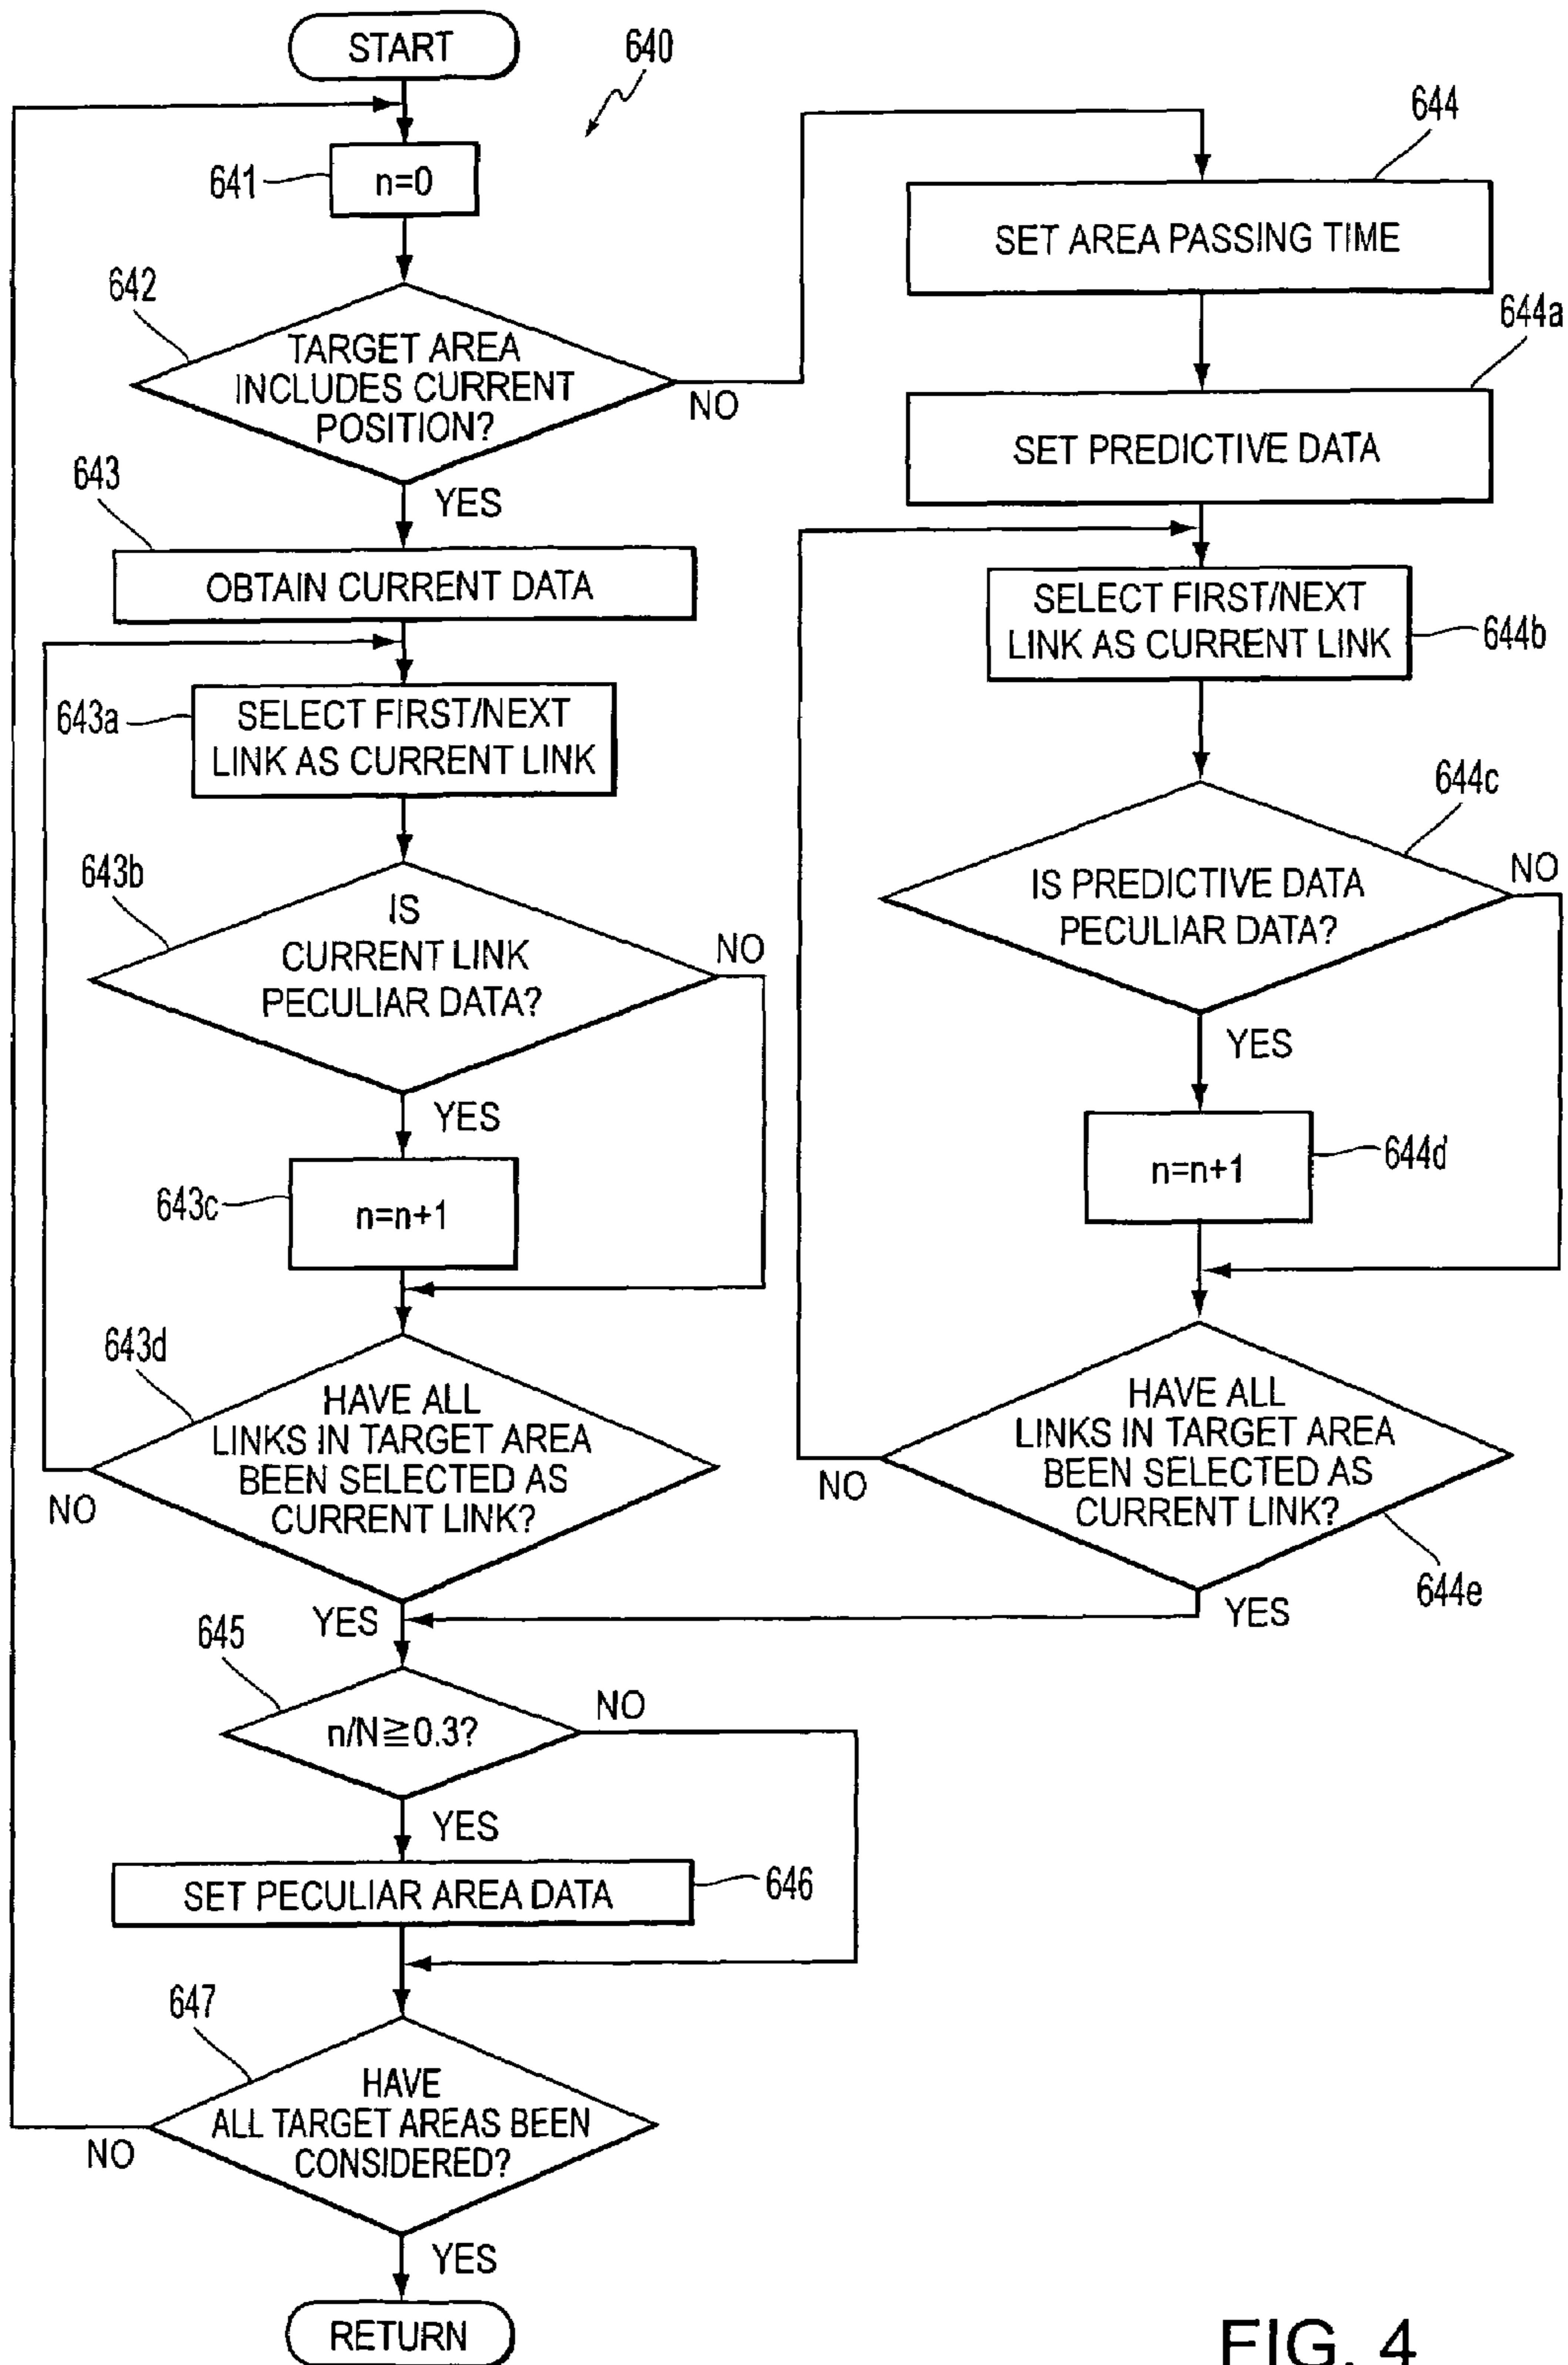 START
640
641
n=0
642
TARGET AREA
INCLUDES CURRENT
POSITION?
NO
YES
643
OBTAIN CURRENT DATA
643a
SELECT FIRST/NEXT
LINK AS CURRENT LINK
643b
IS
CURRENT LINK
PECULIAR DATA?
NO
YES
643c
n=n+1
643d
HAVE ALL
LINKS IN TARGET AREA
BEEN SELECTED AS
CURRENT LINK?
NO
YES
644
SET AREA PASSING TIME
644a
SET PREDICTIVE DATA
SELECT FIRST/NEXT
LINK AS CURRENT LINK
644b
644c
IS PREDICTIVE DATA
PECULIAR DATA?
NO
YES
n=n+1
644d
HAVE ALL
LINKS IN TARGET AREA
BEEN SELECTED AS
CURRENT LINK?
NO
644e
YES
645
n/N≧0.3?
NO
YES
SET PECULIAR AREA DATA
646
647
HAVE
ALL TARGET AREAS BEEN
CONSIDERED?
NO
YES
RETURN
FIG. 4